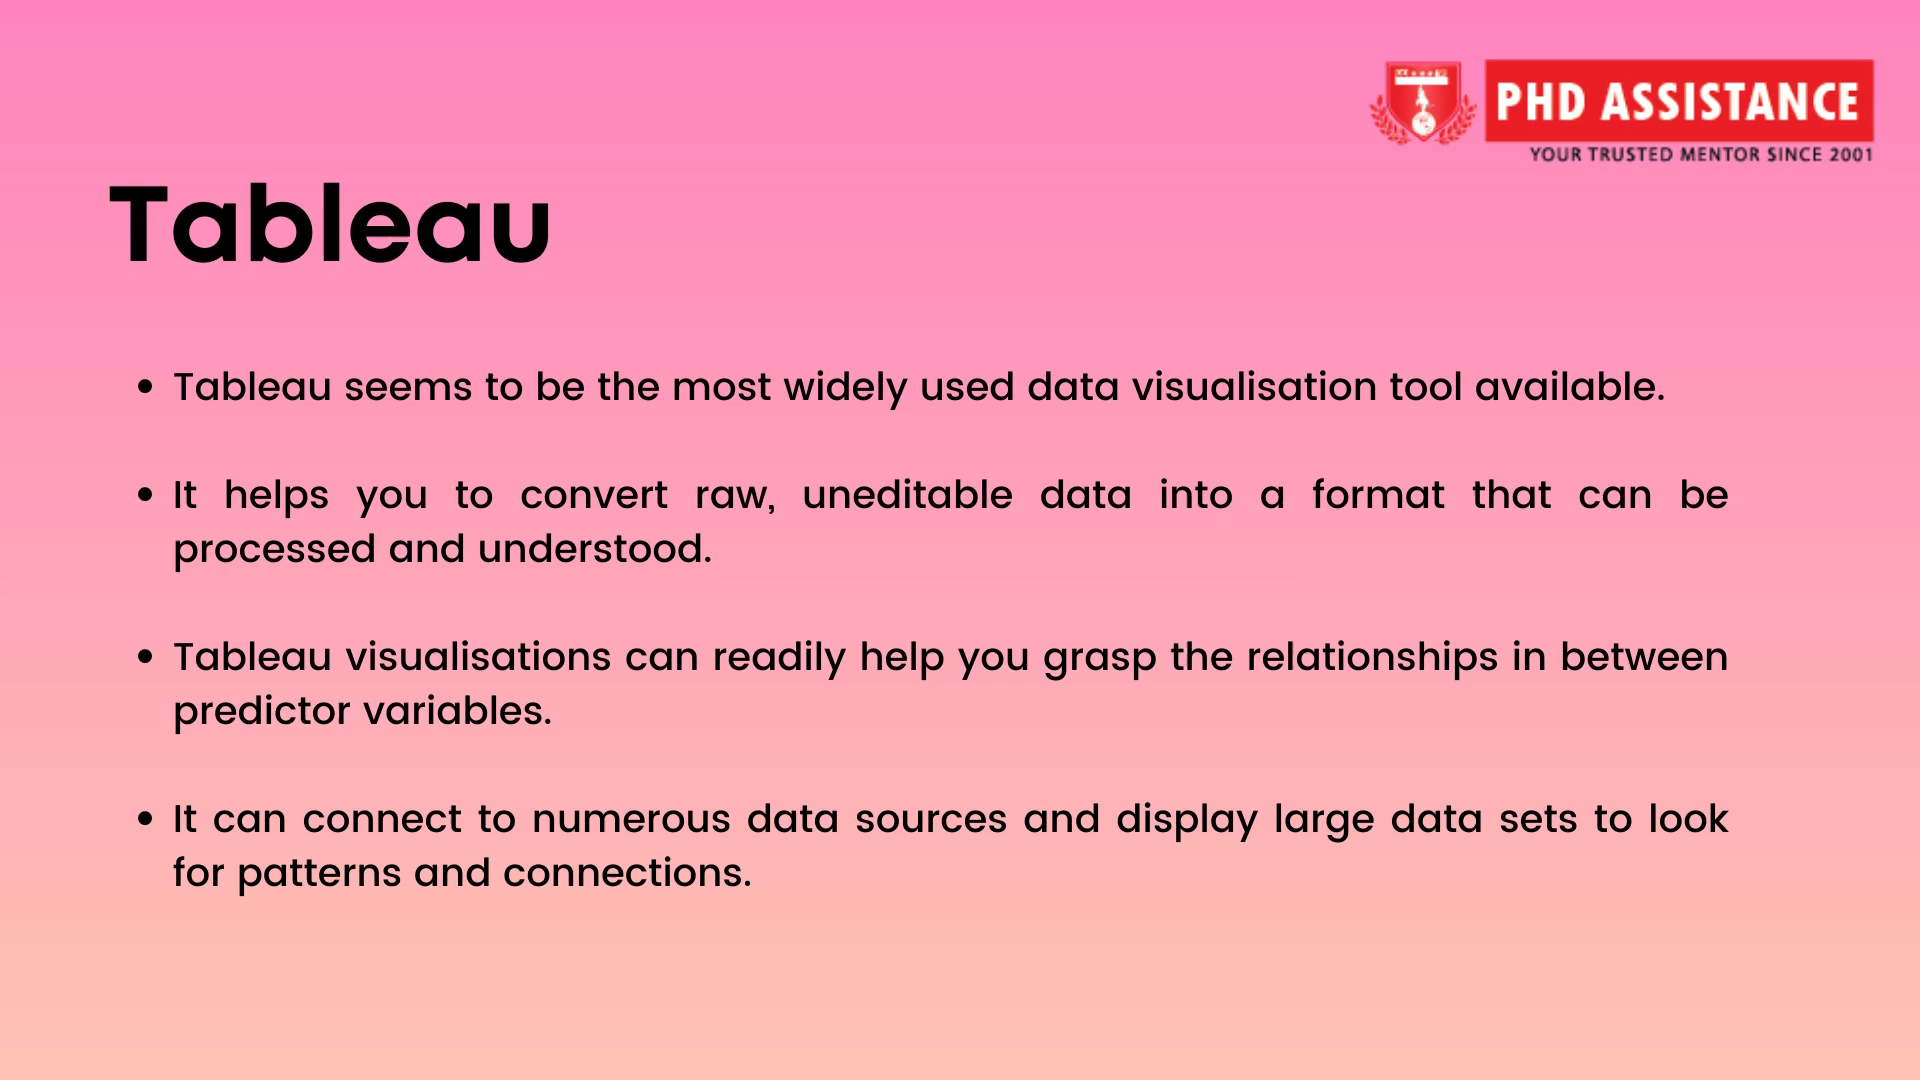 PHD ASSISTANCE
YOUR TRUSTED MENTOR SINCE 2001
Tableau
• Tableau seems to be the most widely used data visualisation tool available.
• It helps you to convert raw, uneditable data into a format that can be
processed and understood.
• Tableau visualisations can readily help you grasp the relationships in between
predictor variables.
• It can connect to numerous data sources and display large data sets to look
for patterns and connections.